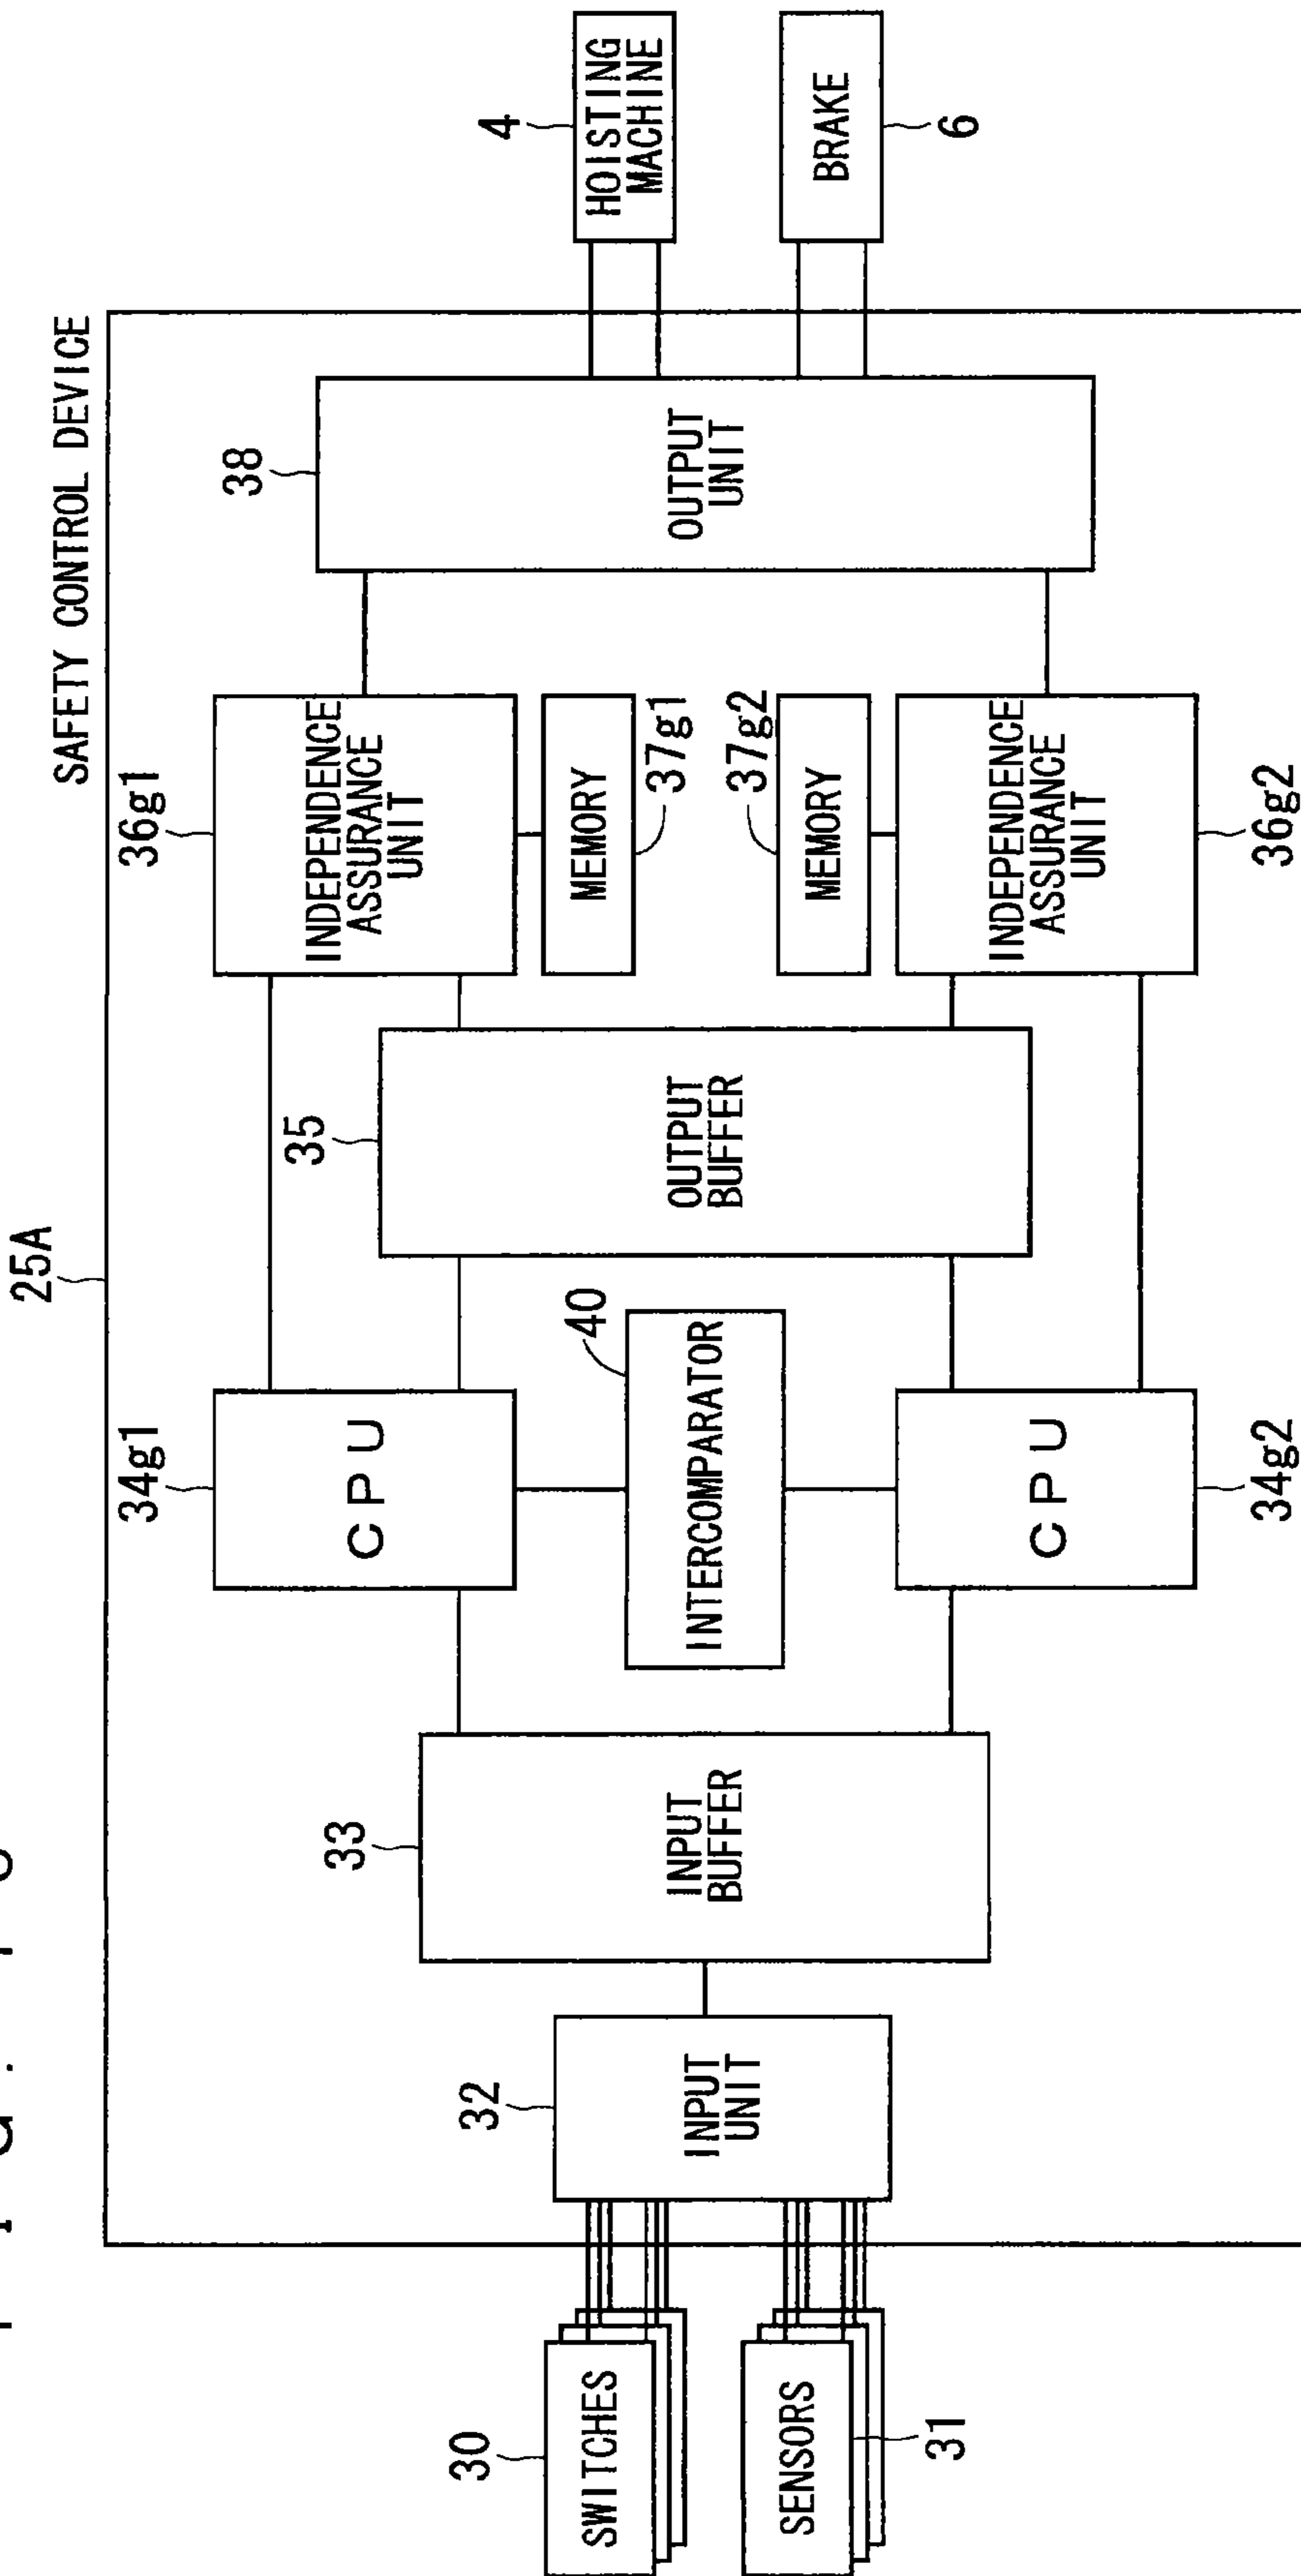 SAFETY CONTROL DEVICE
25A
30
SWITCHES
SENSORS
31
32
INPUT
UNIT
33
INPUT
BUFFER
34g1
CPU
40
INTERCOMPARATOR
CPU
34g2
35
OUTPUT
BUFFER
36g1
INDEPENDENCE
ASSURANCE
UNIT
MEMORY
37g1
37g2
MEMORY
INDEPENDENCE
ASSURANCE
UNIT
36g2
38
OUTPUT
UNIT
4
HOISTING
MACHINE
BRAKE
6